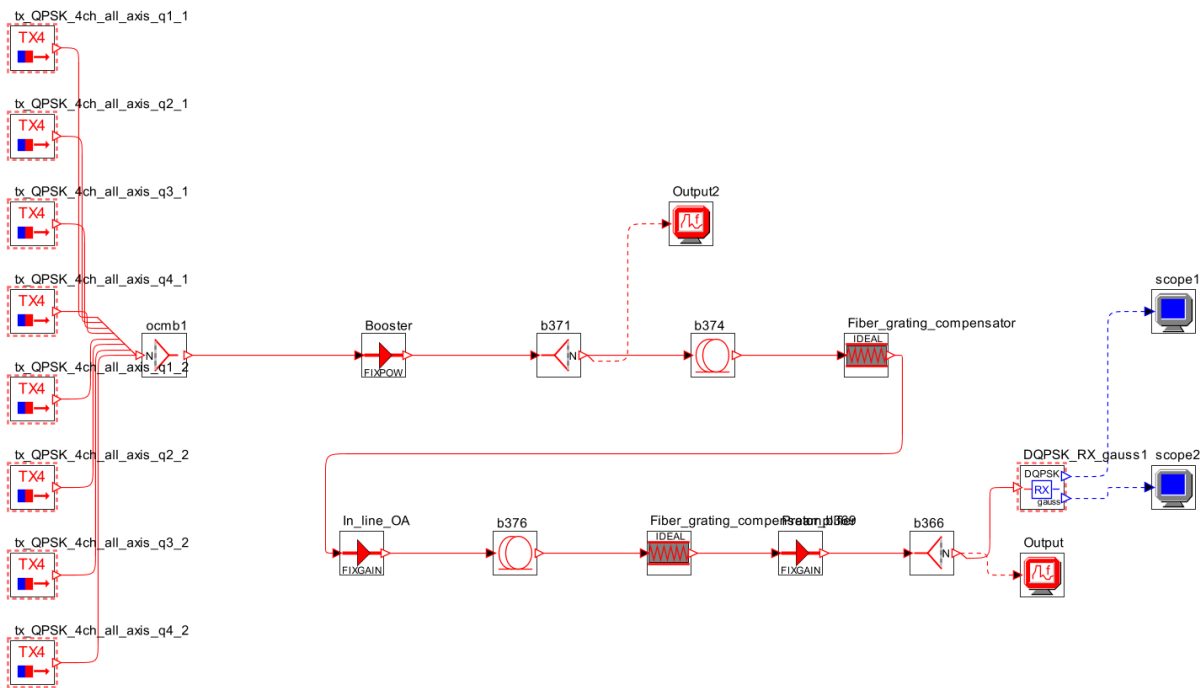 tx_QPSK_4ch_all_axis_q1_1
TX4
tx_QPSK_4ch_all_axis_q2_1
TX4
tx_QPSK_4ch_all_axis_q3_1
TX4
Output2
f
tx_QPSK_4ch_all_axis_q4_1
TX4
scope1
ocmb1
N
Booster
FIXPOW
b371
N
b374
Fiber_grating_compensator
IDEAL
tx_QPSK_4ch_all_axis_q1_2
TX4
tx_QPSK_4ch_all_axis_q2_2
TX4
DQPSK_RX_gauss1
DQPSK
RX
gauss
scope2
In_line_OA
FIXGAIN
b376
Fiber_grating_compensator_b369
IDEAL
FIXGAIN
b366
N
Output
f
tx_QPSK_4ch_all_axis_q3_2
TX4
tx_QPSK_4ch_all_axis_q4_2
TX4